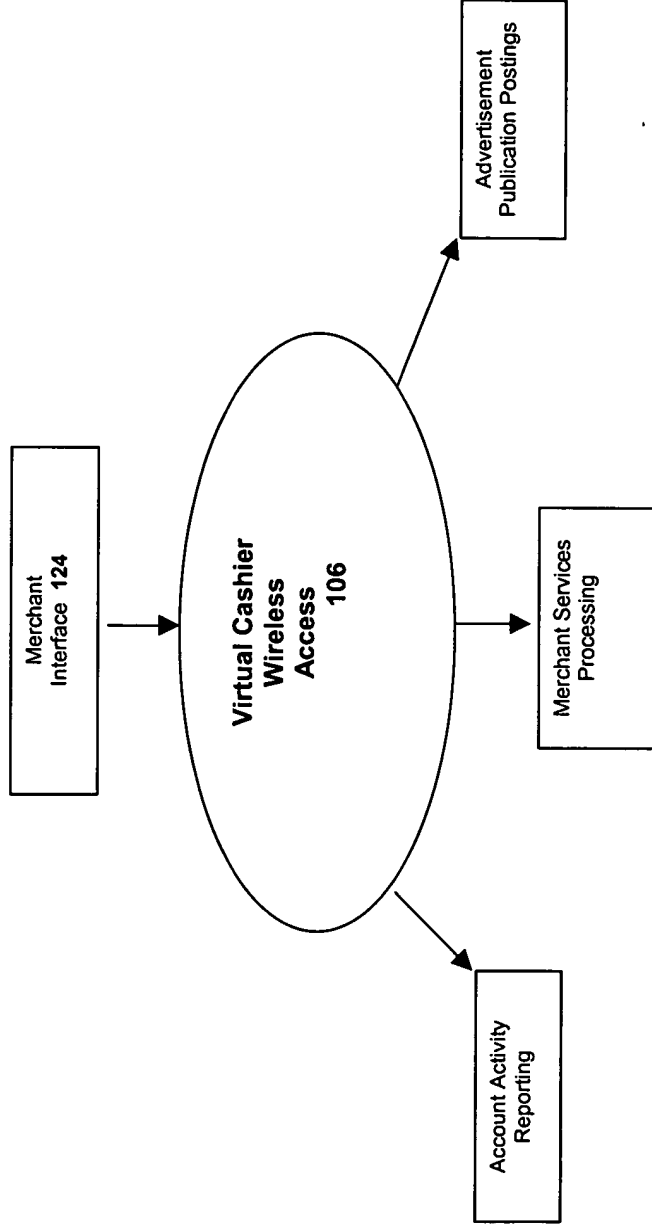 Merchant
Interface 124
Virtual Cashier
Wireless
Access
106
Account Activity
Reporting
Merchant Services
Processing
Advertisement
Publication Postings